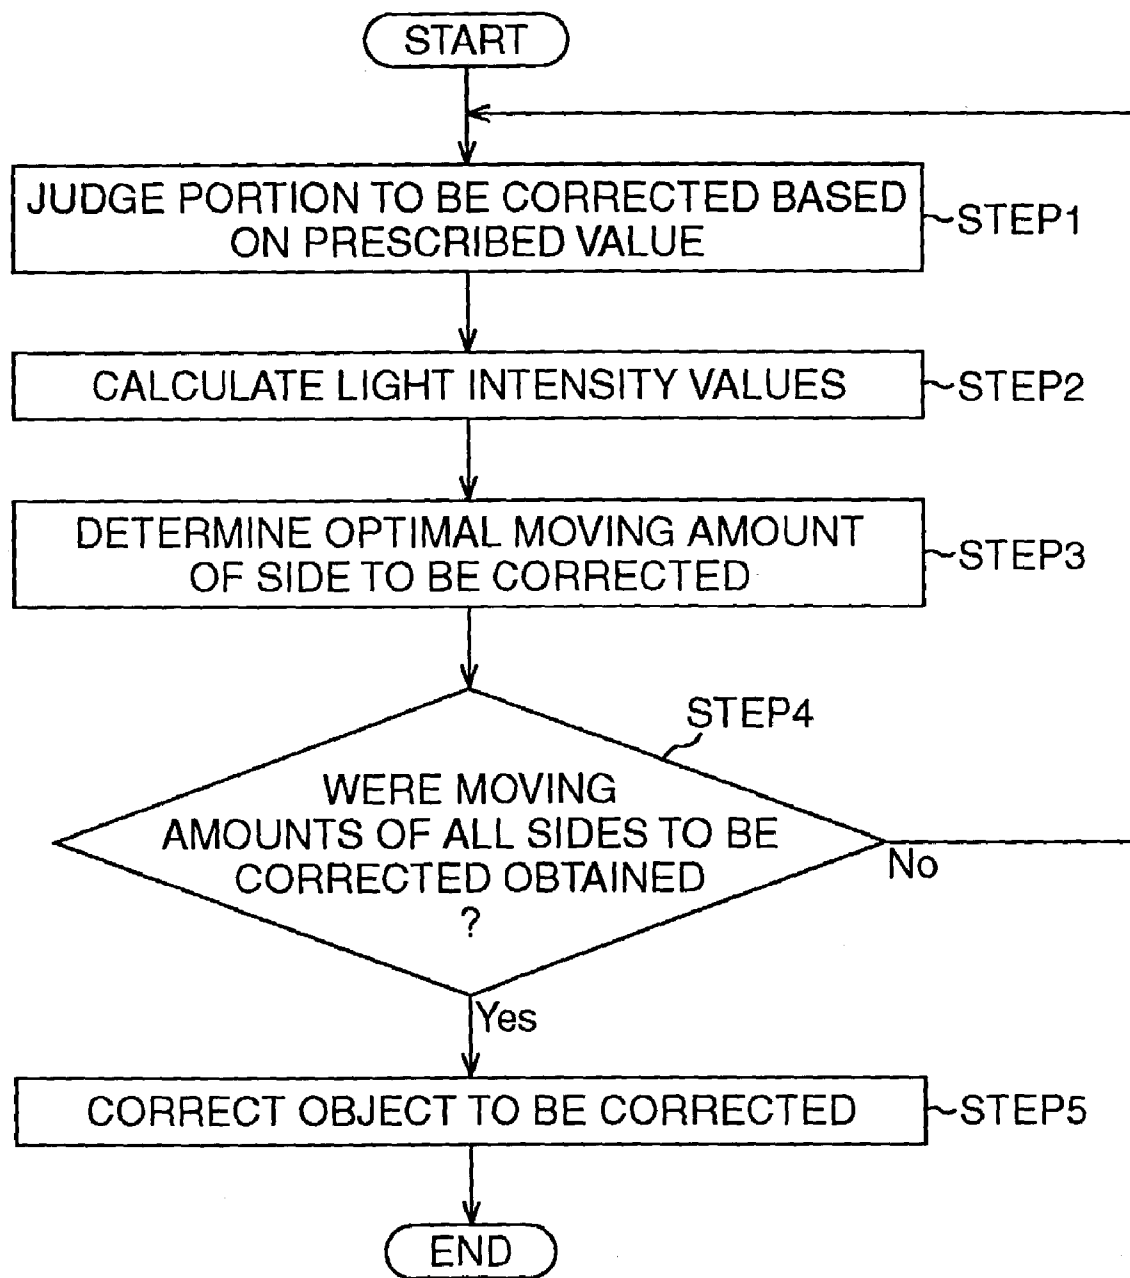 START
JUDGE PORTION TO BE CORRECTED BASED
ON PRESCRIBED VALUE
STEP1
CALCULATE LIGHT INTENSITY VALUES
STEP2
DETERMINE OPTIMAL MOVING AMOUNT
OF SIDE TO BE CORRECTED
STEP3
STEP4
WERE MOVING
AMOUNTS OF ALL SIDES TO BE
CORRECTED OBTAINED
?
No
Yes
CORRECT OBJECT TO BE CORRECTED
STEP5
END